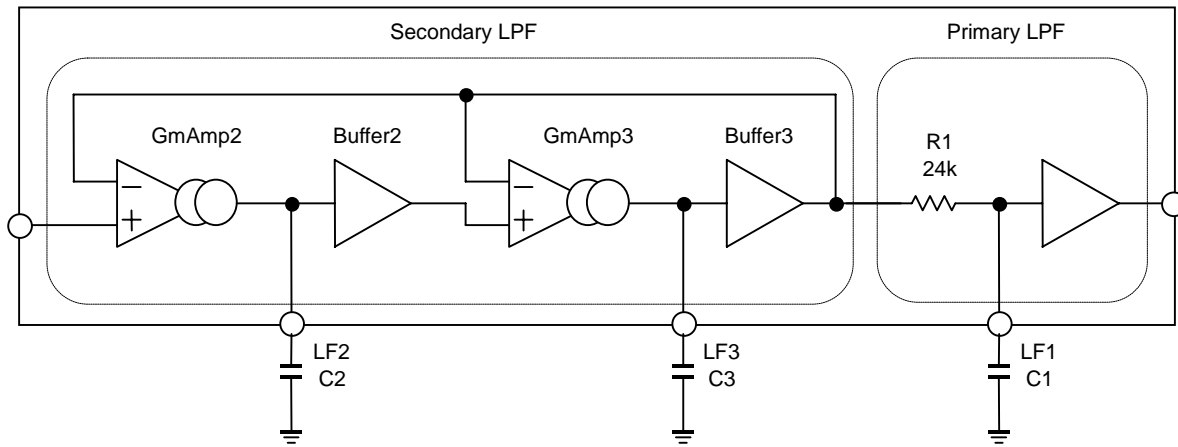 Secondary LPF
Primary LPF
GmAmp2
Buffer2
GmAmp3
Buffer3
R1
24k
−
+
−
+
LF2
C2
LF3
C3
LF1
C1